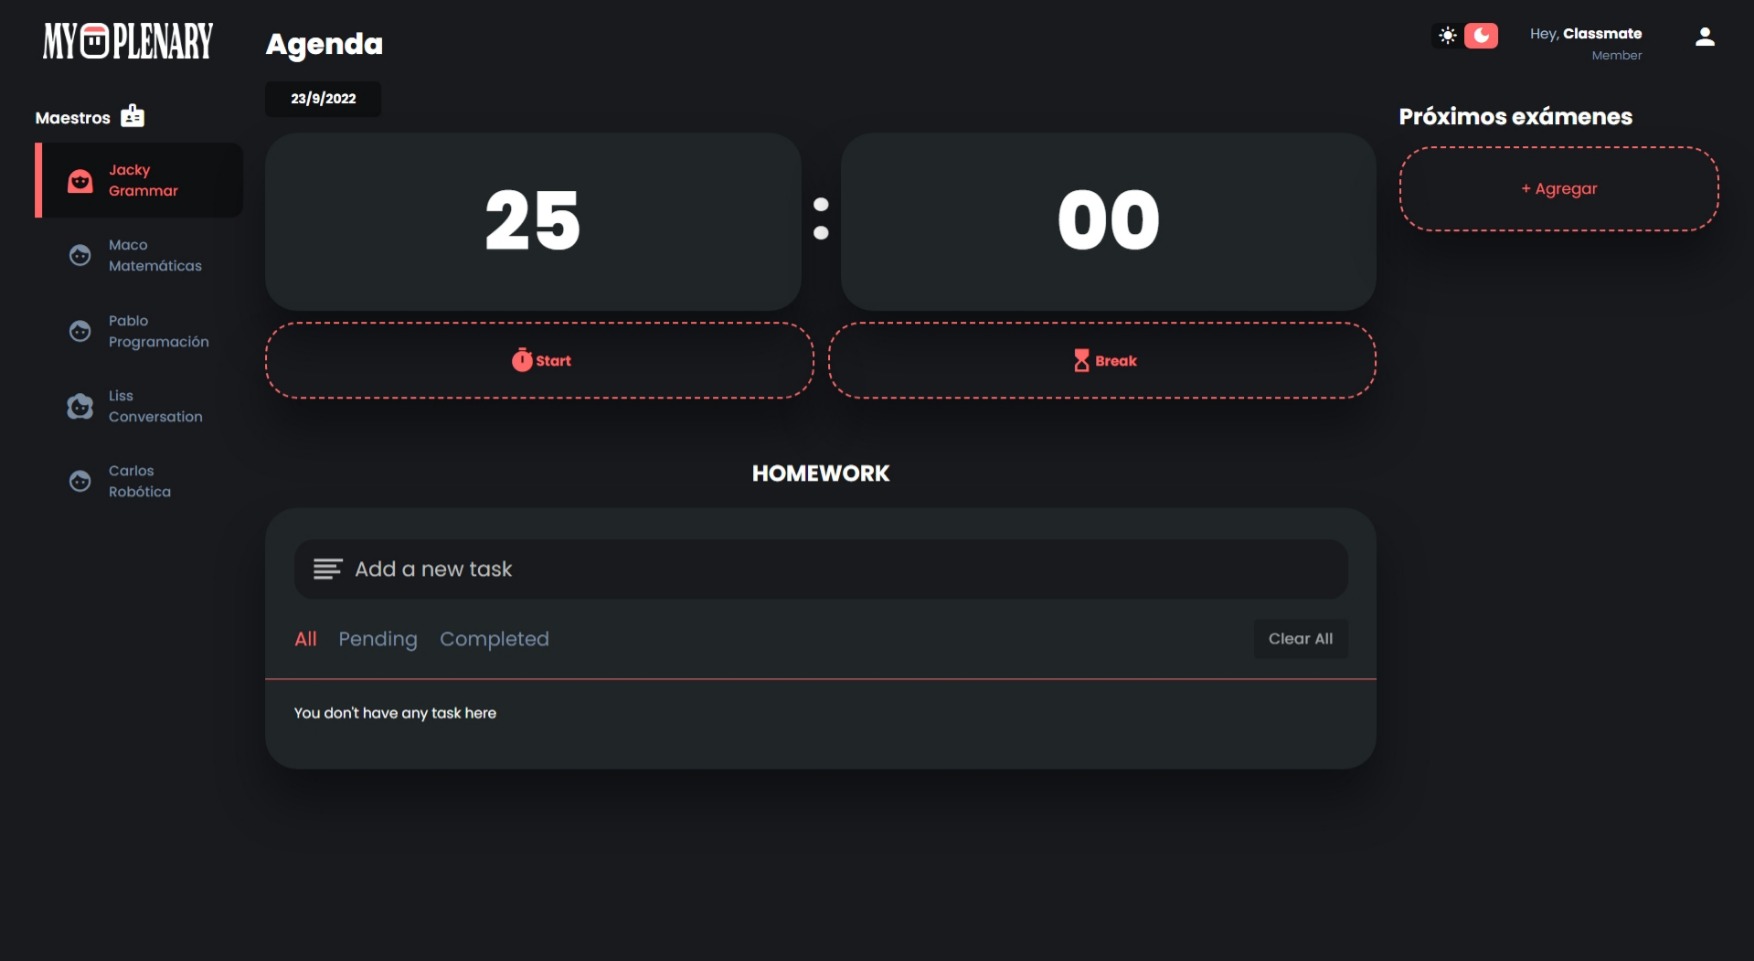 MY PLENARY
Maestros
Jacky
Grammar
Maco
Matemáticas
Pablo
Programación
Liss
Conversation
Carlos
Robótica
Agenda
23/9/2022
25 : 00
Start
Break
HOMEWORK
Add a new task
All Pending Completed
Clear All
You don't have any task here
Hey, Classmate
Member
Próximos exámenes
+ Agregar